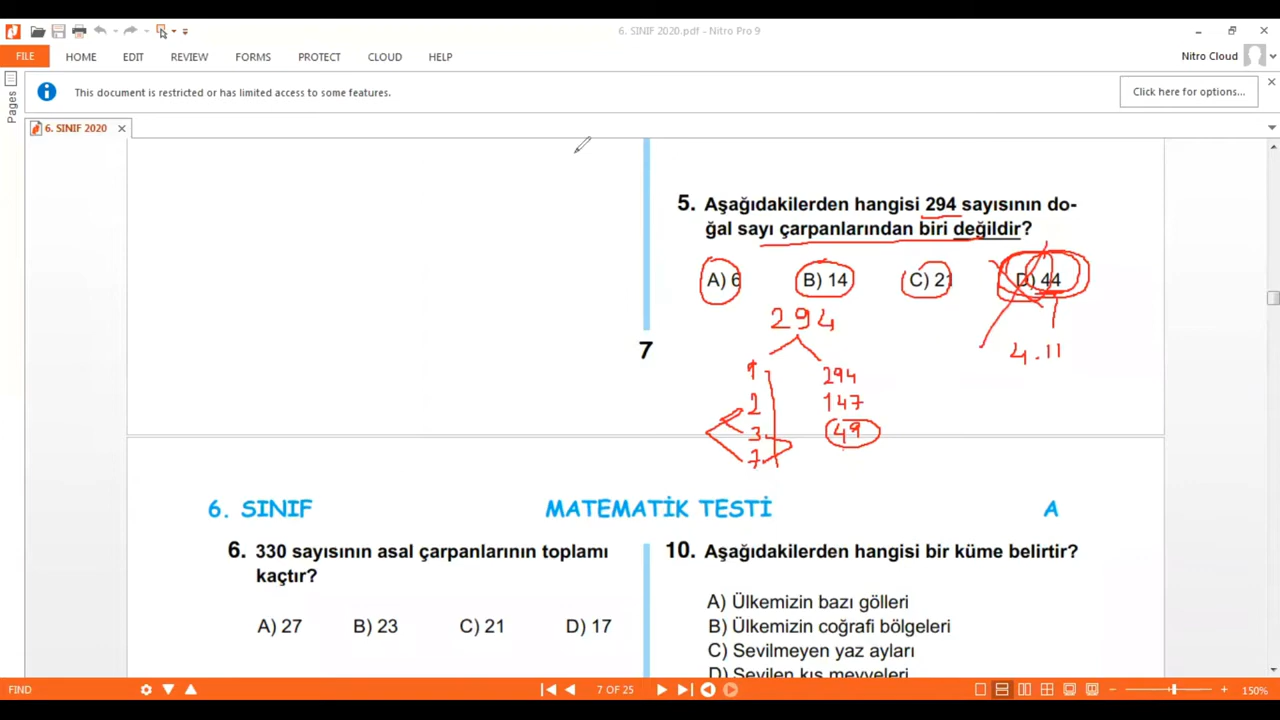 6. SINIF 2020.pdf - Nitro Pro 9
FILE HOME EDIT REVIEW FORMS PROTECT CLOUD HELP
Nitro Cloud
This document is restricted or has limited access to some features.
Click here for options...
Pages
6. SINIF 2020
5. Aşağıdakilerden hangisi 294 sayısının do-
ğal sayı çarpanlarından biri değildir?
A) 6 B) 14 C) 21 D) 44
294
7
4.11
1 294
2 147
3 49
7
6. SINIF MATEMATİK TESTİ A
6. 330 sayısının asal çarpanlarının toplamı
kaçtır?
A) 27 B) 23 C) 21 D) 17
10. Aşağıdakilerden hangisi bir küme belirtir?
A) Ülkemizin bazı gölleri
B) Ülkemizin coğrafi bölgeleri
C) Sevilmeyen yaz ayları
D) Sevilen kış meyveleri
FIND
7 OF 25
150%